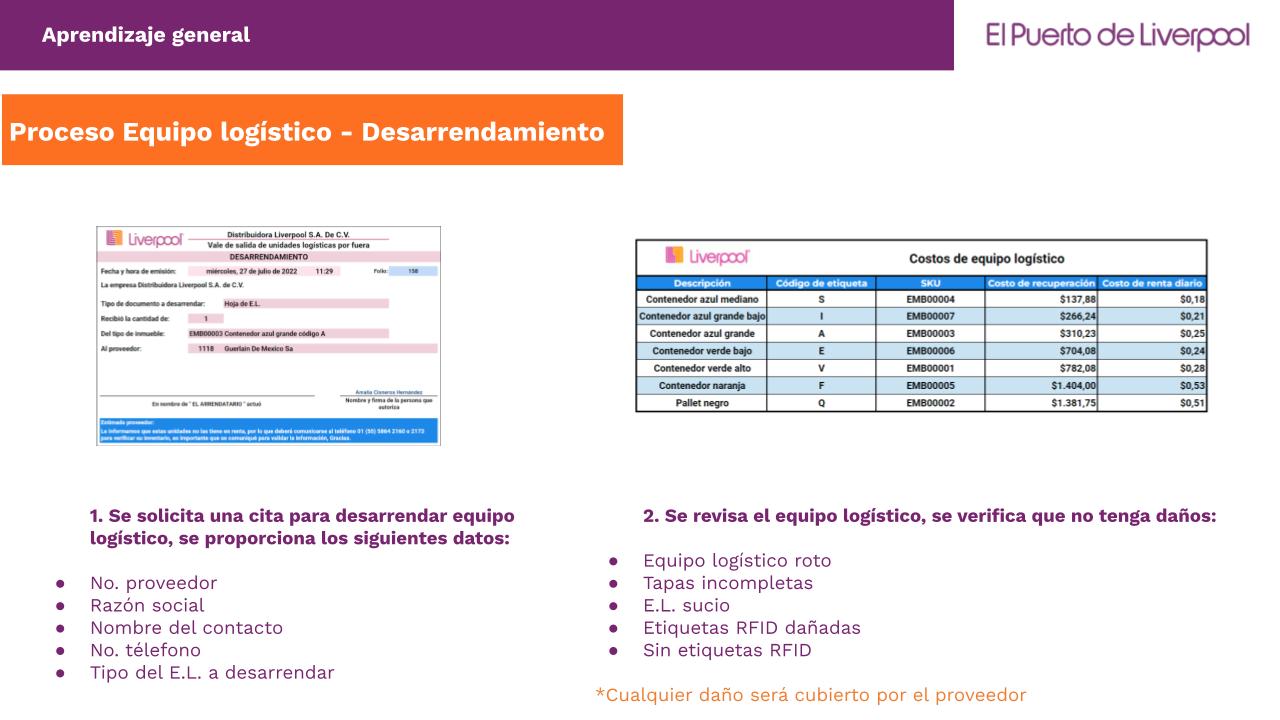 Aprendizaje general
El Puerto de Liverpool
Proceso Equipo logístico - Desarrendamiento
Liverpool
Distribuidora Liverpool S.A. De C.V.
Vale de salida de unidades logísticas por fuera
DESARRENDAMIENTO
Fecha y hora de emisión: miércoles, 27 de julio de 2022 11:29 Folio: 158
La empresa Distribuidora Liverpool S.A. de C.V.
Tipo de documento a desarrendar: Hoja de E.L.
Recibió la cantidad de: 1
Del tipo de inmueble: EMB00003 Contenedor azul grande código A
Al proveedor: 1118 Guerlain De Mexico Sa
Amalia Cisneros Hernández
En nombre de " EL ARRENDATARIO " actuó
Nombre y firma de la persona que
autoriza
Estimado proveedor:
Le informamos que estas unidades no las tiene en renta, por lo que deberá comunicarse al teléfono 01 (55) 5864 2160 o 2173
para verificar su inventario, en importante que se comuniqué para validar la información, Gracias.
Liverpool
Costos de equipo logístico
Descripción Código de etiqueta SKU Costo de recuperación Costo de renta diario
Contenedor azul mediano S EMB00004 $137,88 $0,18
Contenedor azul grande bajo I EMB00007 $266,24 $0,21
Contenedor azul grande A EMB00003 $310,23 $0,25
Contenedor verde bajo E EMB00006 $704,08 $0,24
Contenedor verde alto V EMB00001 $782,08 $0,28
Contenedor naranja F EMB00005 $1.404,00 $0,53
Pallet negro Q EMB00002 $1.381,75 $0,51
1. Se solicita una cita para desarrendar equipo
logístico, se proporciona los siguientes datos:
● No. proveedor
● Razón social
● Nombre del contacto
● No. télefono
● Tipo del E.L. a desarrendar
2. Se revisa el equipo logístico, se verifica que no tenga daños:
● Equipo logístico roto
● Tapas incompletas
● E.L. sucio
● Etiquetas RFID dañadas
● Sin etiquetas RFID
*Cualquier daño será cubierto por el proveedor